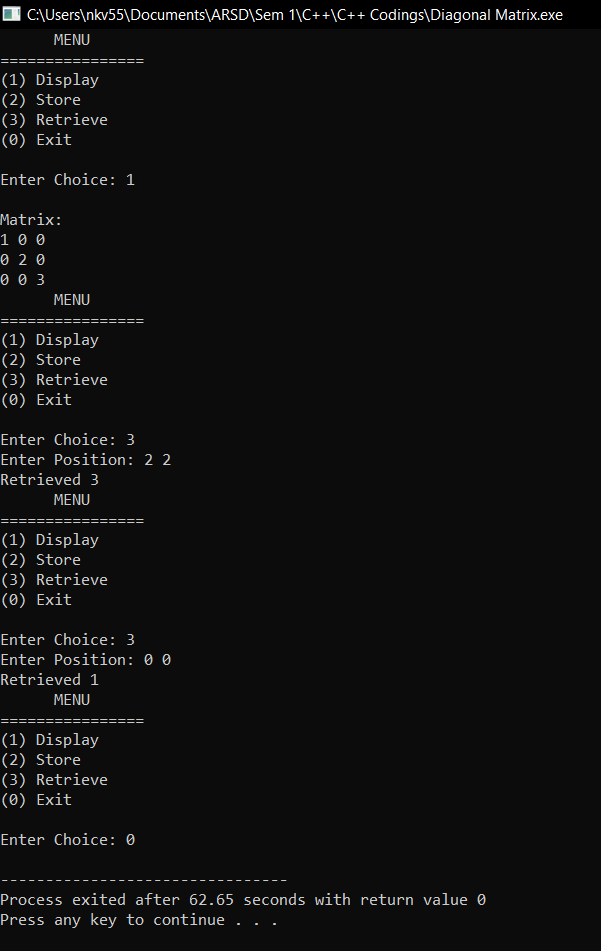 C:\Users\nkv55\Documents\ARSD\Sem 1\C++\C++ Codings\Diagonal Matrix.exe
MENU
================
(1) Display
(2) Store
(3) Retrieve
(0) Exit
Enter Choice: 1
Matrix:
1 0 0
0 2 0
0 0 3
MENU
================
(1) Display
(2) Store
(3) Retrieve
(0) Exit
Enter Choice: 3
Enter Position: 2 2
Retrieved 3
MENU
================
(1) Display
(2) Store
(3) Retrieve
(0) Exit
Enter Choice: 3
Enter Position: 0 0
Retrieved 1
MENU
================
(1) Display
(2) Store
(3) Retrieve
(0) Exit
Enter Choice: 0
--------------------------------
Process exited after 62.65 seconds with return value 0
Press any key to continue . . .